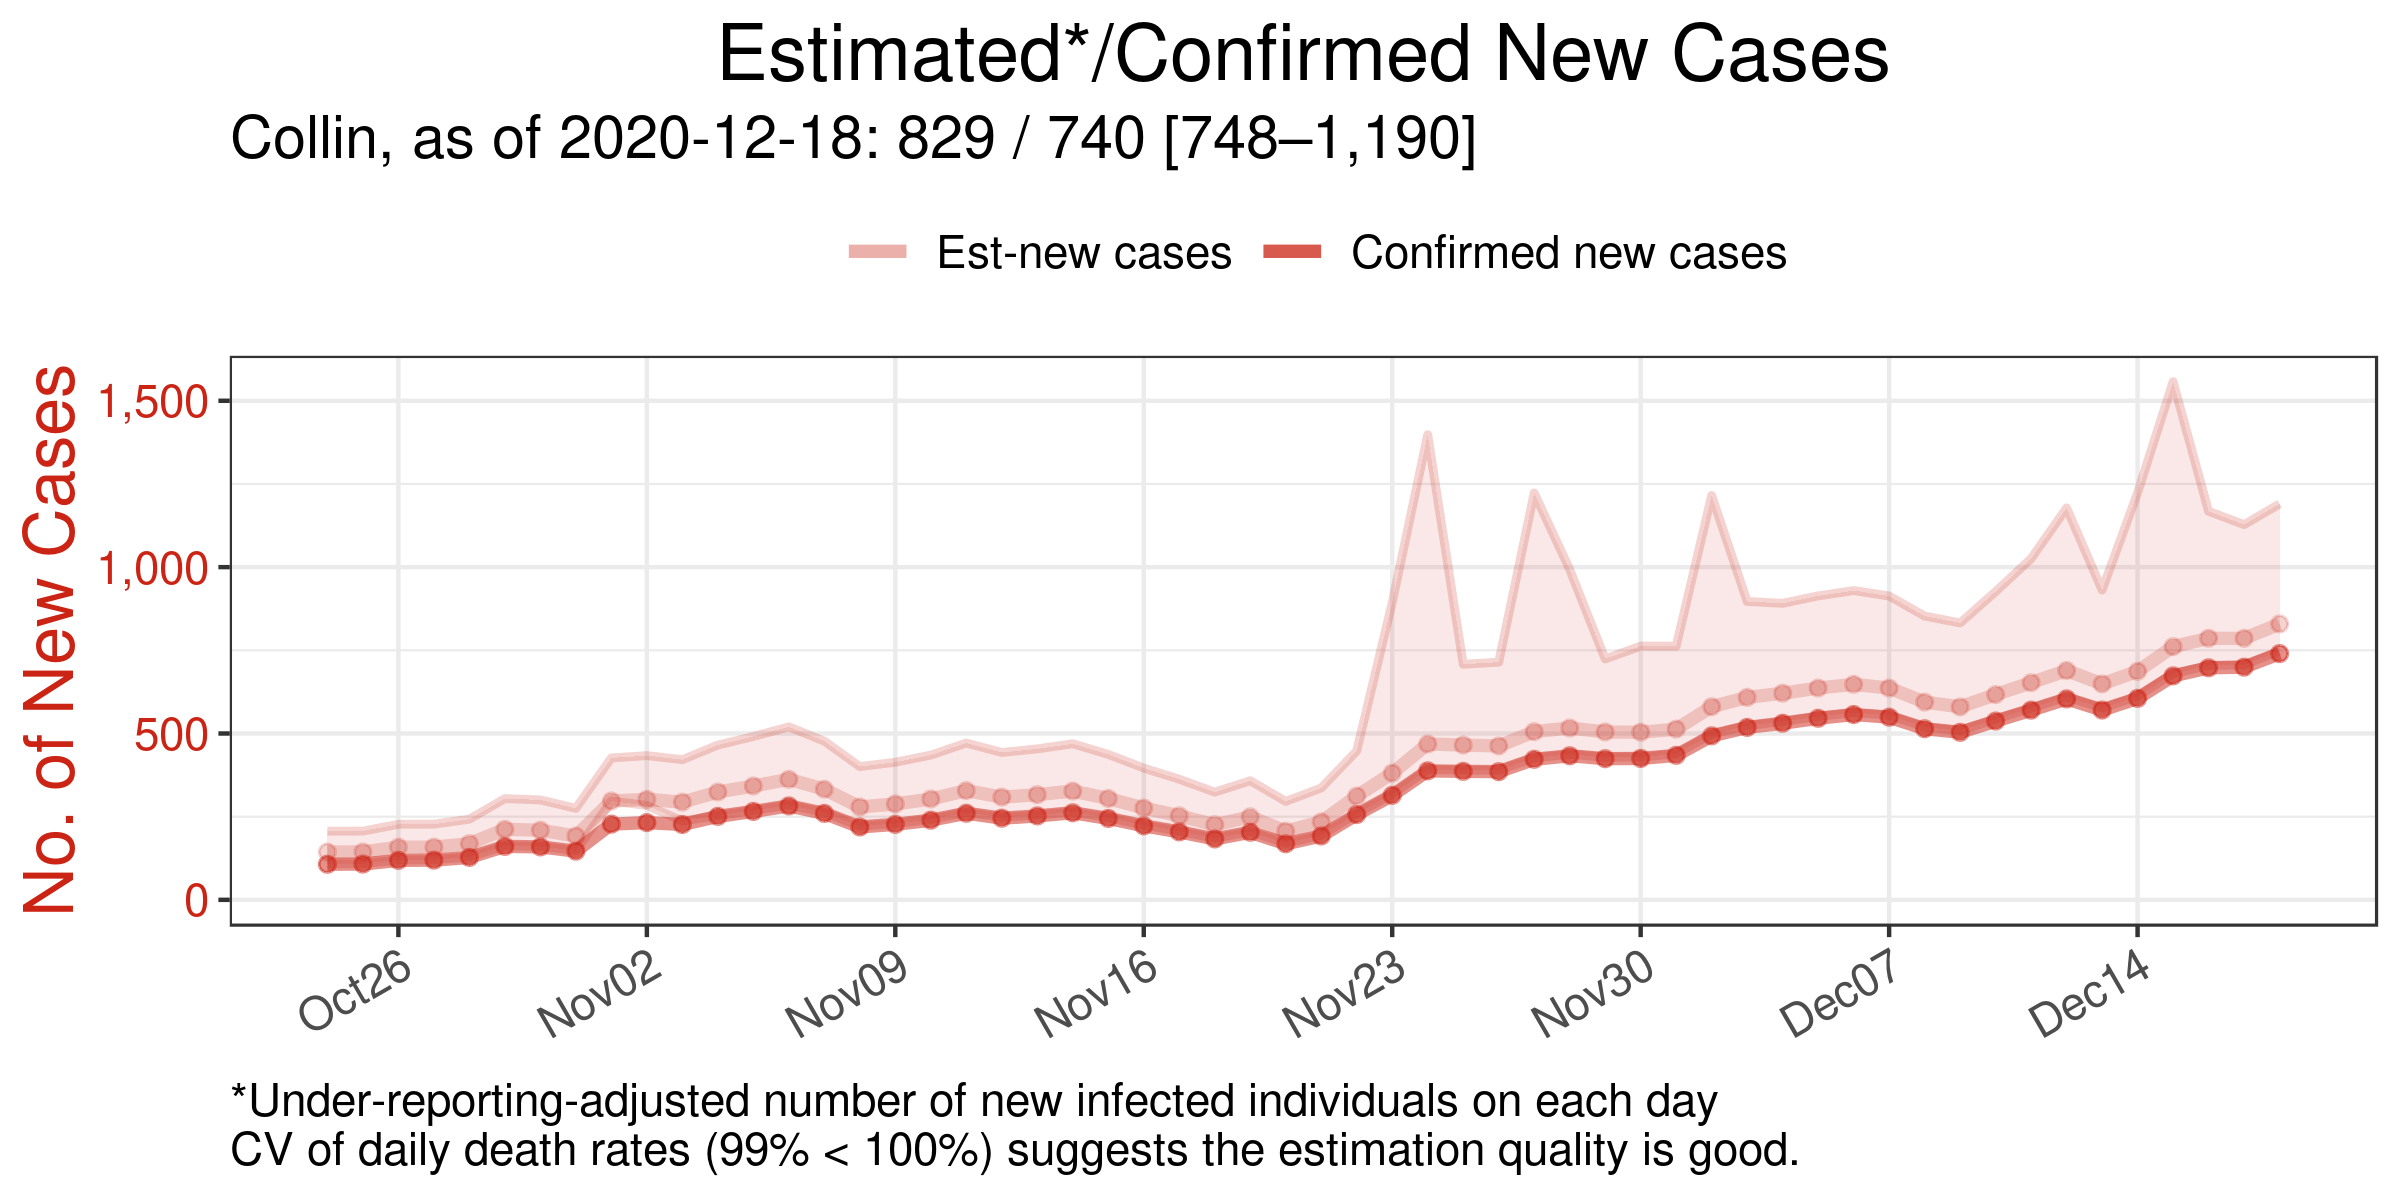 Estimated*/Confirmed New Cases
Collin, as of 2020-12-18: 829 / 740 [748–1,190]
Est-new cases
Confirmed new cases
No. of New Cases
1,500
1,000
500
0
Oct26
Nov02
Nov09
Nov16
Nov23
Nov30
Dec07
Dec14
*Under-reporting-adjusted number of new infected individuals on each day
CV of daily death rates (99% < 100%) suggests the estimation quality is good.